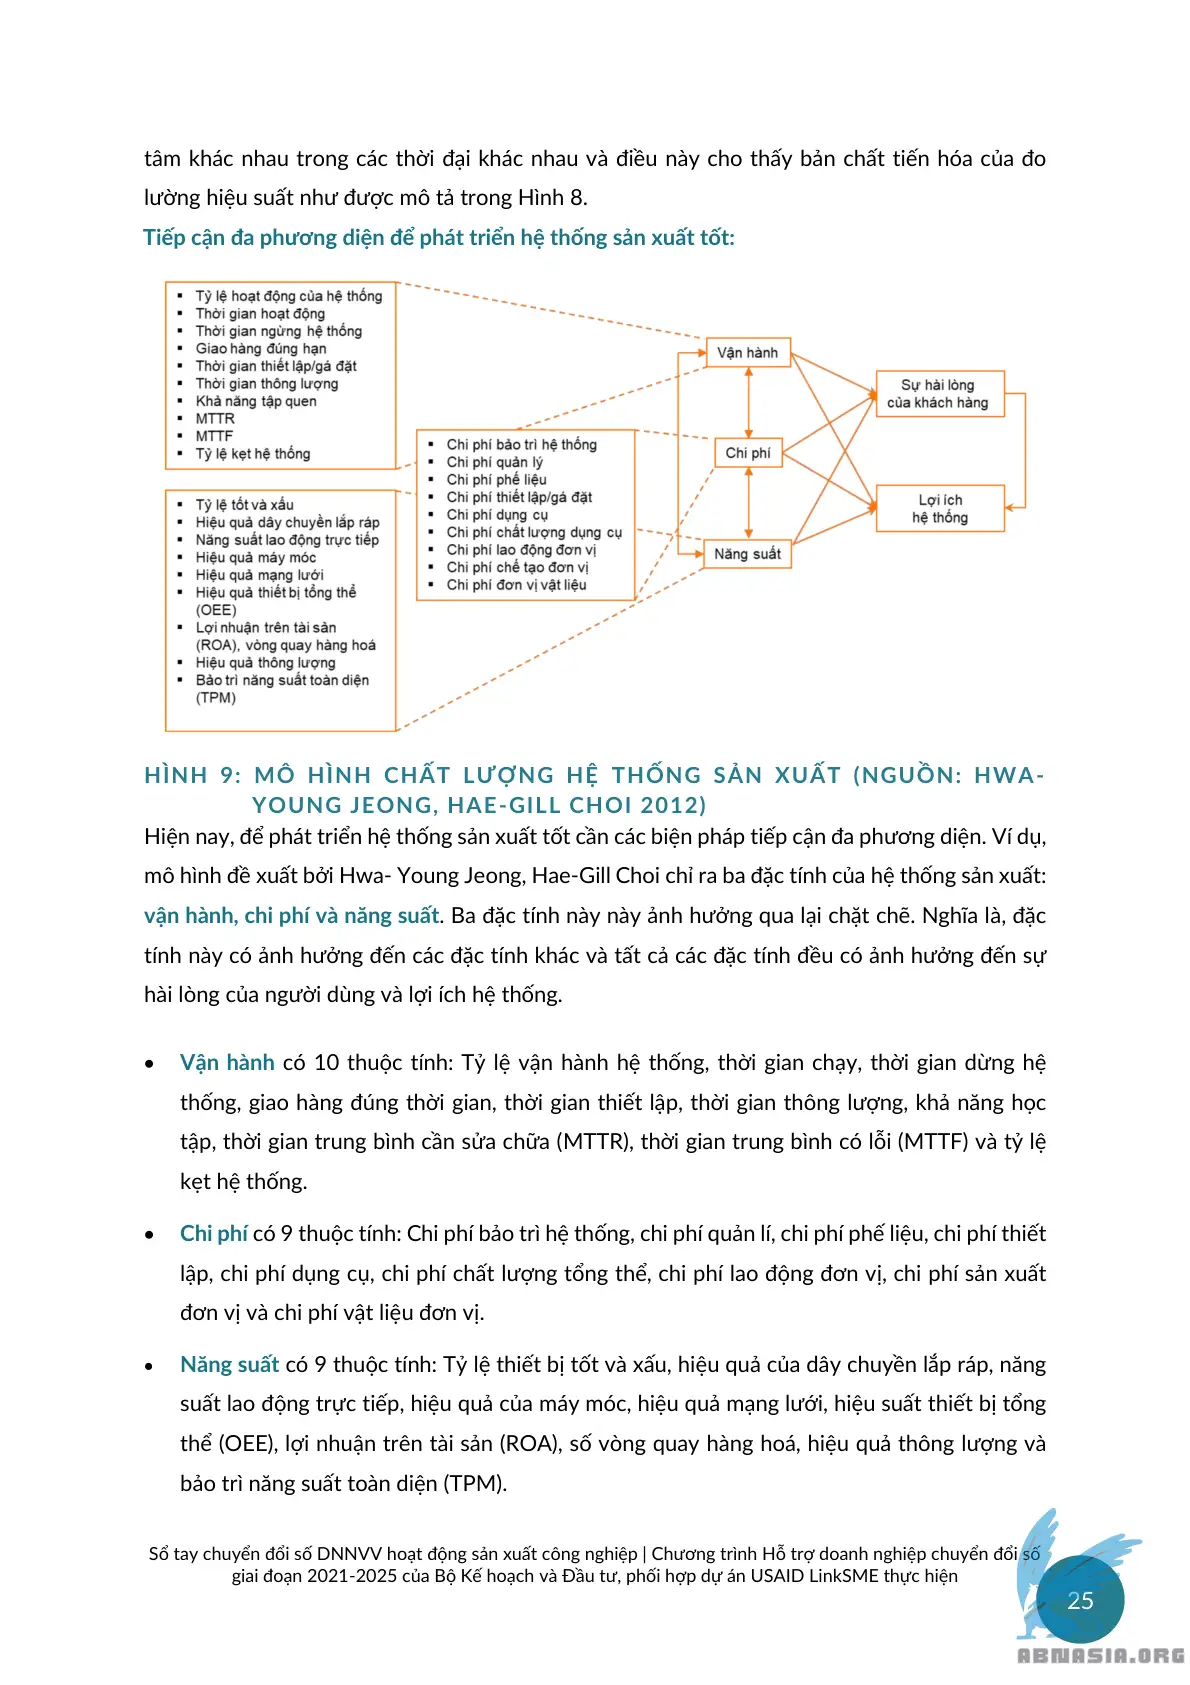 tâm khác nhau trong các thời đại khác nhau và điều này cho thấy bản chất tiến hóa của đo
lường hiệu suất như được mô tả trong Hình 8.
Tiếp cận đa phương diện để phát triển hệ thống sản xuất tốt:
▪ Tỷ lệ hoạt động của hệ thống
▪ Thời gian hoạt động
▪ Thời gian ngừng hệ thống
▪ Giao hàng đúng hạn
▪ Thời gian thiết lập/gá đặt
▪ Thời gian thông lượng
▪ Khả năng tập quen
▪ MTTR
▪ MTTF
▪ Tỷ lệ kẹt hệ thống
▪ Tỷ lệ tốt và xấu
▪ Hiệu quả dây chuyền lắp ráp
▪ Năng suất lao động trực tiếp
▪ Hiệu quả máy móc
▪ Hiệu quả mạng lưới
▪ Hiệu quả thiết bị tổng thể
(OEE)
▪ Lợi nhuận trên tài sản
(ROA), vòng quay hàng hoá
▪ Hiệu quả thông lượng
▪ Bảo trì năng suất toàn diện
(TPM)
▪ Chi phí bảo trì hệ thống
▪ Chi phí quản lý
▪ Chi phí phế liệu
▪ Chi phí thiết lập/gá đặt
▪ Chi phí dụng cụ
▪ Chi phí chất lượng dụng cụ
▪ Chi phí lao động đơn vị
▪ Chi phí chế tạo đơn vị
▪ Chi phí đơn vị vật liệu
Vận hành
Chi phí
Năng suất
Sự hài lòng
của khách hàng
Lợi ích
hệ thống
HÌNH 9: MÔ HÌNH CHẤT LƯỢNG HỆ THỐNG SẢN XUẤT (NGUỒN: HWA-
YOUNG JEONG, HAE-GILL CHOI 2012)
Hiện nay, để phát triển hệ thống sản xuất tốt cần các biện pháp tiếp cận đa phương diện. Ví dụ,
mô hình đề xuất bởi Hwa- Young Jeong, Hae-Gill Choi chỉ ra ba đặc tính của hệ thống sản xuất:
vận hành, chi phí và năng suất. Ba đặc tính này này ảnh hưởng qua lại chặt chẽ. Nghĩa là, đặc
tính này có ảnh hưởng đến các đặc tính khác và tất cả các đặc tính đều có ảnh hưởng đến sự
hài lòng của người dùng và lợi ích hệ thống.
• Vận hành có 10 thuộc tính: Tỷ lệ vận hành hệ thống, thời gian chạy, thời gian dừng hệ
thống, giao hàng đúng thời gian, thời gian thiết lập, thời gian thông lượng, khả năng học
tập, thời gian trung bình cần sửa chữa (MTTR), thời gian trung bình có lỗi (MTTF) và tỷ lệ
kẹt hệ thống.
• Chi phí có 9 thuộc tính: Chi phí bảo trì hệ thống, chi phí quản lí, chi phí phế liệu, chi phí thiết
lập, chi phí dụng cụ, chi phí chất lượng tổng thể, chi phí lao động đơn vị, chi phí sản xuất
đơn vị và chi phí vật liệu đơn vị.
• Năng suất có 9 thuộc tính: Tỷ lệ thiết bị tốt và xấu, hiệu quả của dây chuyền lắp ráp, năng
suất lao động trực tiếp, hiệu quả của máy móc, hiệu quả mạng lưới, hiệu suất thiết bị tổng
thể (OEE), lợi nhuận trên tài sản (ROA), số vòng quay hàng hoá, hiệu quả thông lượng và
bảo trì năng suất toàn diện (TPM).
Sổ tay chuyển đổi số DNNVV hoạt động sản xuất công nghiệp | Chương trình Hỗ trợ doanh nghiệp chuyển đổi số
giai đoạn 2021-2025 của Bộ Kế hoạch và Đầu tư, phối hợp dự án USAID LinkSME thực hiện
25
ABNASIA.ORG